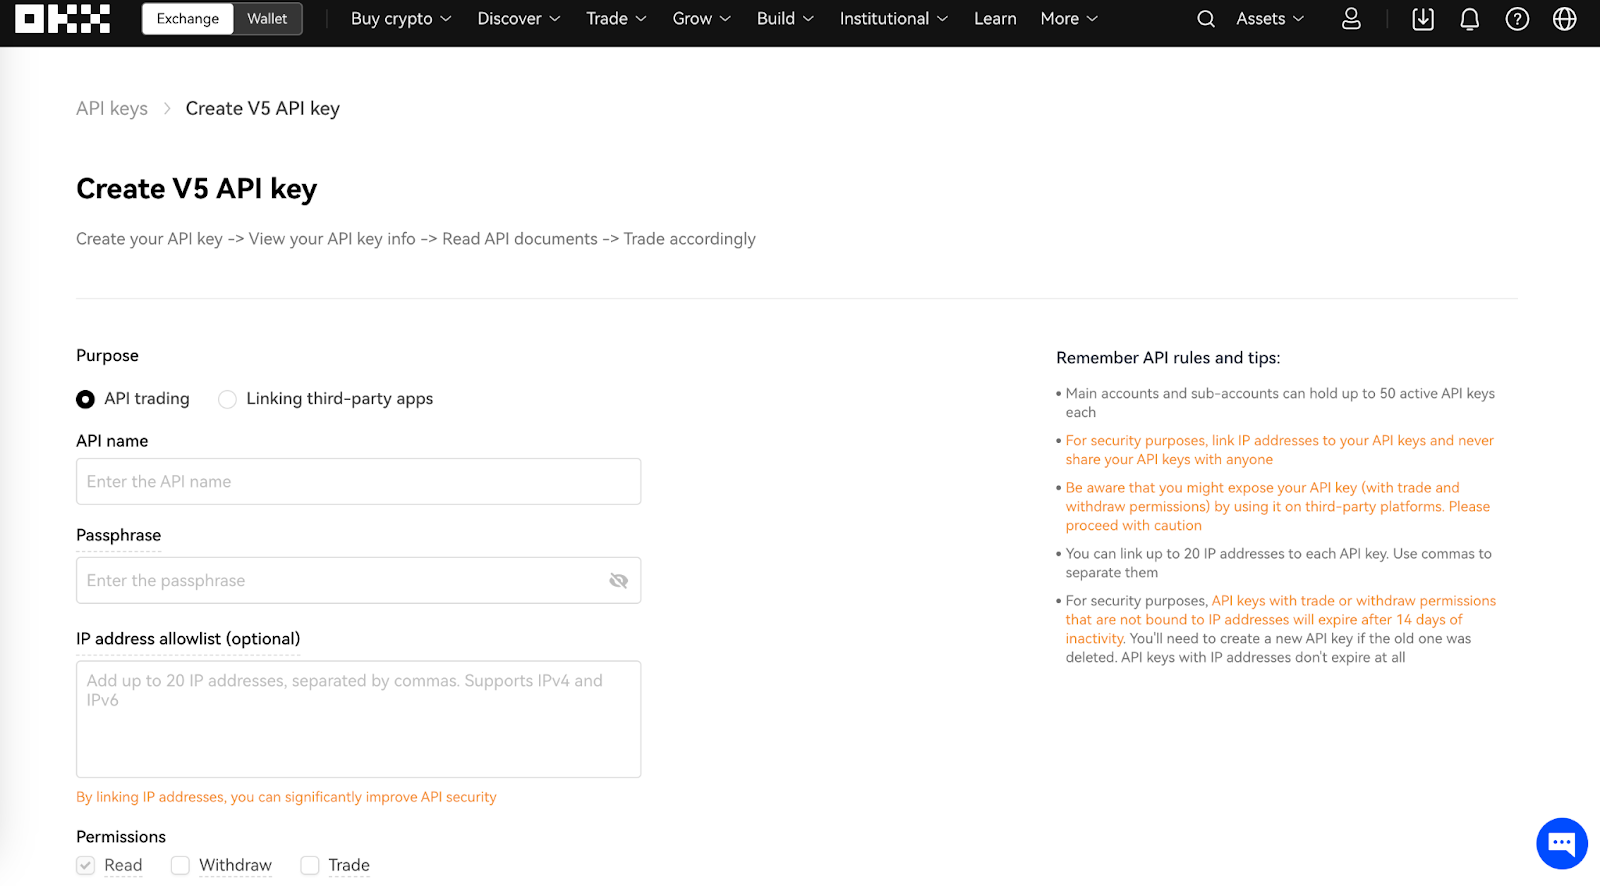 OKX Exchange Wallet Buy crypto Discover Trade Grow Build Institutional Learn More Assets
API keys > Create V5 API key
Create V5 API key
Create your API key -> View your API key info -> Read API documents -> Trade accordingly
Purpose
API trading Linking third-party apps
API name
Enter the API name
Passphrase
Enter the passphrase
IP address allowlist (optional)
Add up to 20 IP addresses, separated by commas. Supports IPv4 and
IPv6
By linking IP addresses, you can significantly improve API security
Permissions
Read Withdraw Trade
Remember API rules and tips:
• Main accounts and sub-accounts can hold up to 50 active API keys
each
• For security purposes, link IP addresses to your API keys and never
share your API keys with anyone
• Be aware that you might expose your API key (with trade and
withdraw permissions) by using it on third-party platforms. Please
proceed with caution
• You can link up to 20 IP addresses to each API key. Use commas to
separate them
• For security purposes, API keys with trade or withdraw permissions
that are not bound to IP addresses will expire after 14 days of
inactivity. You'll need to create a new API key if the old one was
deleted. API keys with IP addresses don't expire at all